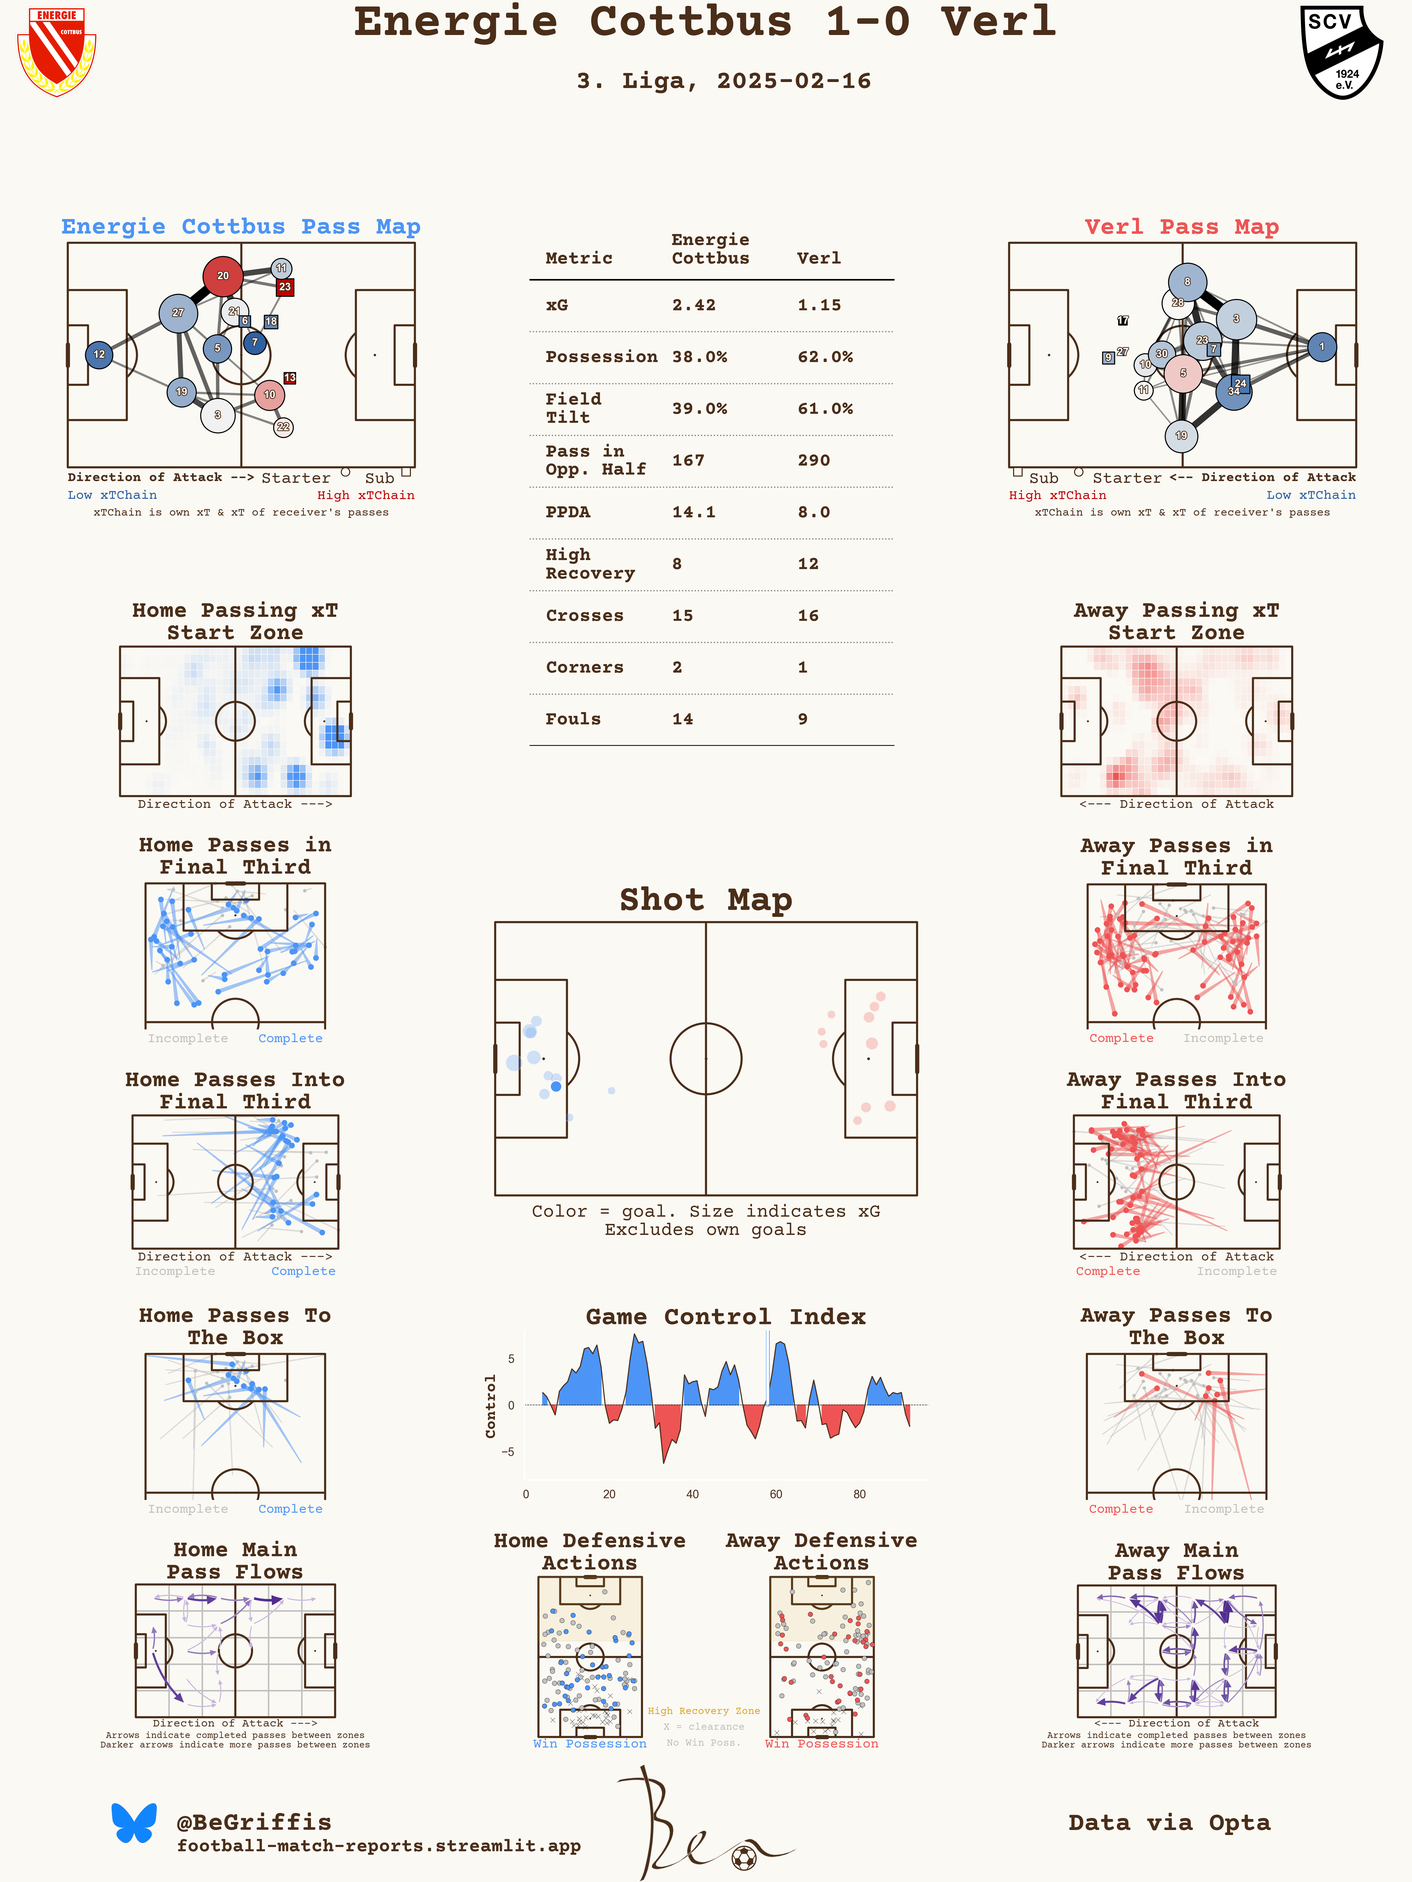 Energie Cottbus 1-0 Verl
3. Liga, 2025-02-16
ENERGIE
COTTBUS
SCV
1924
e.V.
Energie Cottbus Pass Map
20
11
23
27
21
6
18
12
5
7
13
19
10
3
22
Direction of Attack --> Starter Sub
Low xTChain High xTChain
xTChain is own xT & xT of receiver's passes
Metric Energie Cottbus Verl
xG 2.42 1.15
Possession 38.0% 62.0%
Field Tilt 39.0% 61.0%
Pass in Opp. Half 167 290
PPDA 14.1 8.0
High Recovery 8 12
Crosses 15 16
Corners 2 1
Fouls 14 9
Verl Pass Map
8
28
17
3
23
27
9
30
7
1
10
5
11
24
34
19
Sub Starter <-- Direction of Attack
High xTChain Low xTChain
xTChain is own xT & xT of receiver's passes
Home Passing xT
Start Zone
Direction of Attack --->
Away Passing xT
Start Zone
<--- Direction of Attack
Home Passes in
Final Third
Incomplete Complete
Away Passes in
Final Third
Complete Incomplete
Shot Map
Color = goal. Size indicates xG
Excludes own goals
Home Passes Into
Final Third
Direction of Attack --->
Incomplete Complete
Away Passes Into
Final Third
<--- Direction of Attack
Complete Incomplete
Home Passes To
The Box
Incomplete Complete
Game Control Index
Control
5
0
−5
0 20 40 60 80
Away Passes To
The Box
Complete Incomplete
Home Main
Pass Flows
Direction of Attack --->
Arrows indicate completed passes between zones
Darker arrows indicate more passes between zones
Home Defensive
Actions
Win Possession
High Recovery Zone
X = clearance
No Win Poss.
Away Defensive
Actions
Win Possession
Away Main
Pass Flows
<--- Direction of Attack
Arrows indicate completed passes between zones
Darker arrows indicate more passes between zones
@BeGriffis
football-match-reports.streamlit.app
Ben
Data via Opta